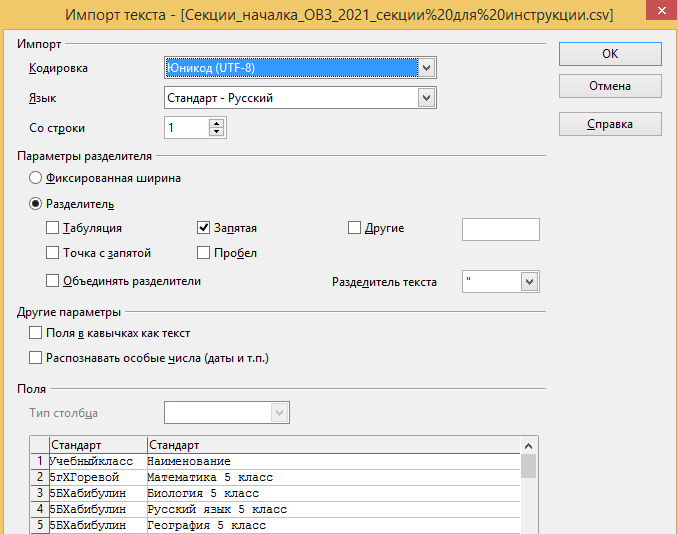 Импорт текста - [Секции_началка_ОВЗ_2021_секции%20для%20инструкции.csv]
×
Импорт
Кодировка Юникод (UTF-8)
ОК
Язык Стандарт - Русский
Отмена
Со строки 1
Справка
Параметры разделителя
Фиксированная ширина
Разделитель
Табуляция Запятая Другие
Точка с запятой Пробел
Объединять разделители Разделитель текста "
Другие параметры
Поля в кавычках как текст
Распознавать особые числа (даты и т.п.)
Поля
Тип столбца
Стандарт Стандарт
1 Учебныйкласс Наименование
2 5гХГоревой Математика 5 класс
3 5БХабибулин Биология 5 класс
4 5БХабибулин Русский язык 5 класс
5 5БХабибулин География 5 класс